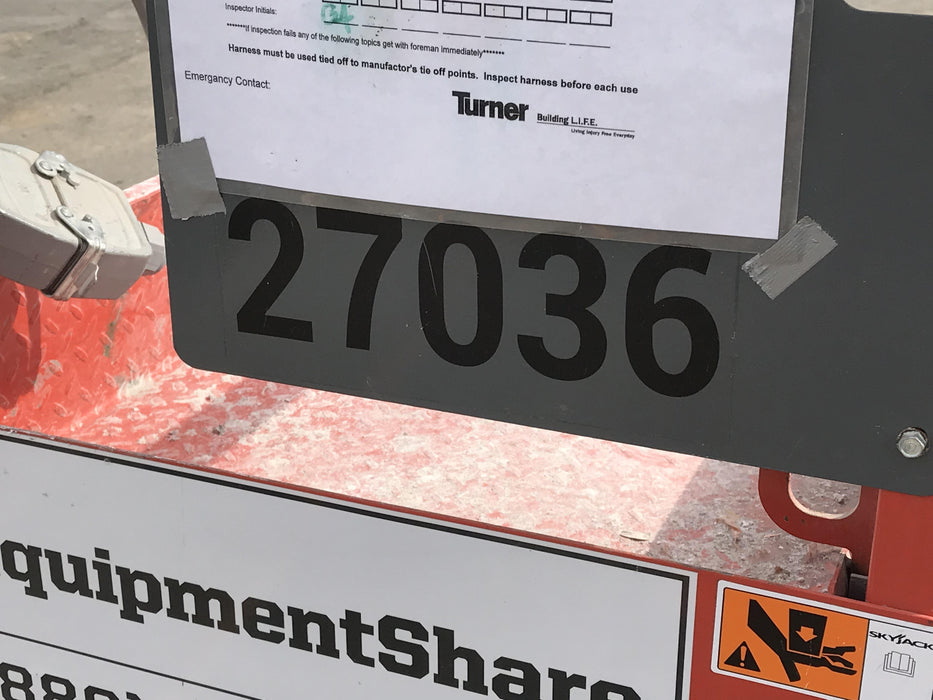 Inspector Initials:
*******If inspection fails any of the following topics get with foreman immediately*******
Harness must be used tied off to manufactor's tie off points. Inspect harness before each use
Emergency Contact:
Turner Building L.I.F.E.
Living Injury Free Everyday
27036
quipmentShare
SKYJACK